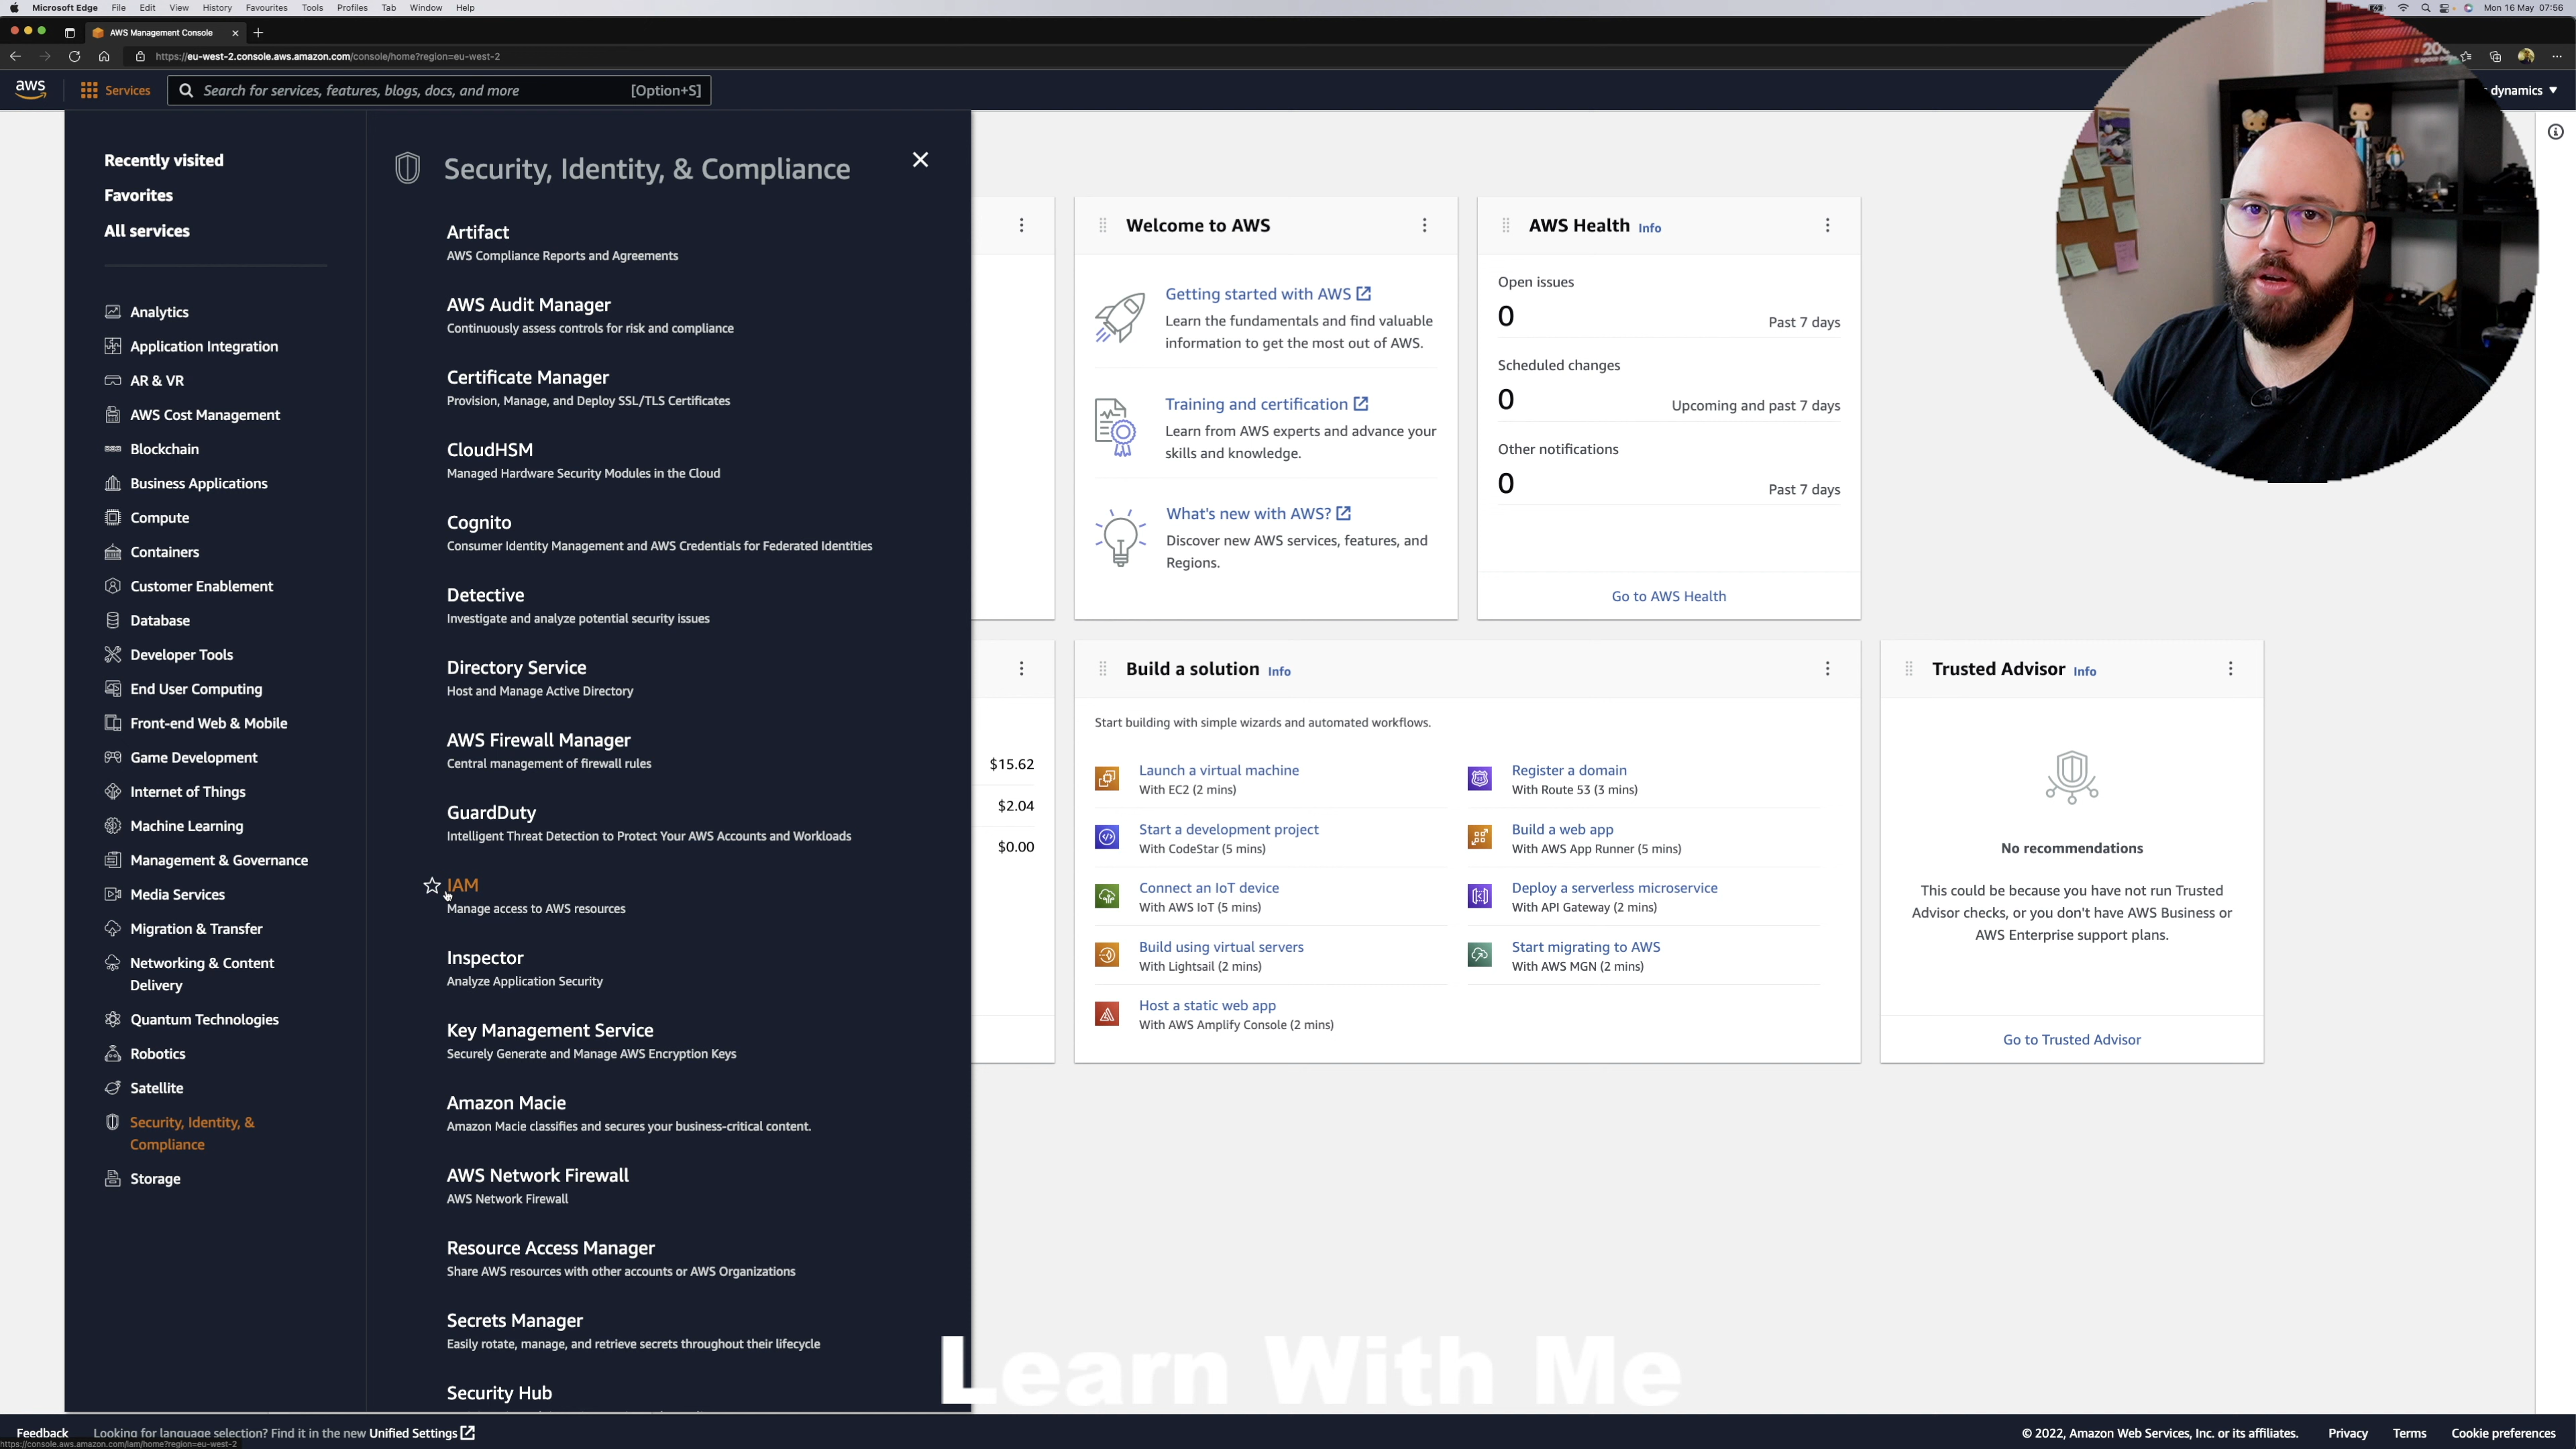 Microsoft Edge File Edit View History Favourites Tools Profiles Tab Window Help
Mon 16 May 07:56
AWS Management Console
https://eu-west-2.console.aws.amazon.com/console/home?region=eu-west-2
aws
Services
Search for services, features, blogs, docs, and more [Option+S]
dynamics
Recently visited
Favorites
All services
Analytics
Application Integration
AR & VR
AWS Cost Management
Blockchain
Business Applications
Compute
Containers
Customer Enablement
Database
Developer Tools
End User Computing
Front-end Web & Mobile
Game Development
Internet of Things
Machine Learning
Management & Governance
Media Services
Migration & Transfer
Networking & Content
Delivery
Quantum Technologies
Robotics
Satellite
Security, Identity, &
Compliance
Storage
Security, Identity, & Compliance
Artifact
AWS Compliance Reports and Agreements
AWS Audit Manager
Continuously assess controls for risk and compliance
Certificate Manager
Provision, Manage, and Deploy SSL/TLS Certificates
CloudHSM
Managed Hardware Security Modules in the Cloud
Cognito
Consumer Identity Management and AWS Credentials for Federated Identities
Detective
Investigate and analyze potential security issues
Directory Service
Host and Manage Active Directory
AWS Firewall Manager
Central management of firewall rules
GuardDuty
Intelligent Threat Detection to Protect Your AWS Accounts and Workloads
IAM
Manage access to AWS resources
Inspector
Analyze Application Security
Key Management Service
Securely Generate and Manage AWS Encryption Keys
Amazon Macie
Amazon Macie classifies and secures your business-critical content.
AWS Network Firewall
AWS Network Firewall
Resource Access Manager
Share AWS resources with other accounts or AWS Organizations
Secrets Manager
Easily rotate, manage, and retrieve secrets throughout their lifecycle
Security Hub
$15.62
$2.04
$0.00
Welcome to AWS
Getting started with AWS
Learn the fundamentals and find valuable
information to get the most out of AWS.
Training and certification
Learn from AWS experts and advance your
skills and knowledge.
What's new with AWS?
Discover new AWS services, features, and
Regions.
AWS Health Info
Open issues
0 Past 7 days
Scheduled changes
0 Upcoming and past 7 days
Other notifications
0 Past 7 days
Go to AWS Health
Build a solution Info
Start building with simple wizards and automated workflows.
Launch a virtual machine
With EC2 (2 mins)
Start a development project
With CodeStar (5 mins)
Connect an IoT device
With AWS IoT (5 mins)
Build using virtual servers
With Lightsail (2 mins)
Host a static web app
With AWS Amplify Console (2 mins)
Register a domain
With Route 53 (3 mins)
Build a web app
With AWS App Runner (5 mins)
Deploy a serverless microservice
With API Gateway (2 mins)
Start migrating to AWS
With AWS MGN (2 mins)
Trusted Advisor Info
No recommendations
This could be because you have not run Trusted
Advisor checks, or you don't have AWS Business or
AWS Enterprise support plans.
Go to Trusted Advisor
Learn With Me
Feedback Looking for language selection? Find it in the new Unified Settings
https://console.aws.amazon.com/iam/home?region=eu-west-2
© 2022, Amazon Web Services, Inc. or its affiliates. Privacy Terms Cookie preferences